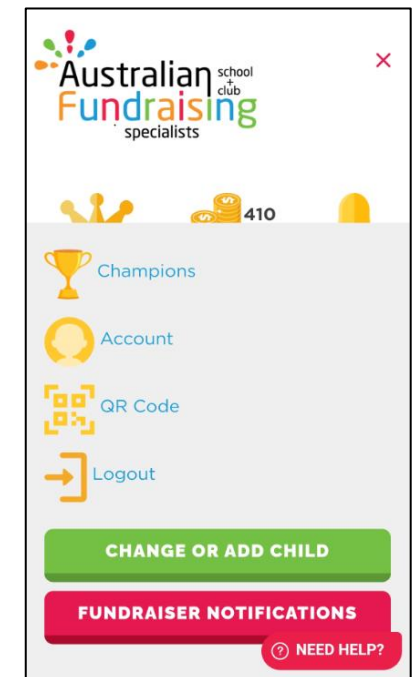 Australian school
+
club
Fundraising
specialists
×
410
Champions
Account
QR Code
Logout
CHANGE OR ADD CHILD
FUNDRAISER NOTIFICATIONS
? NEED HELP?